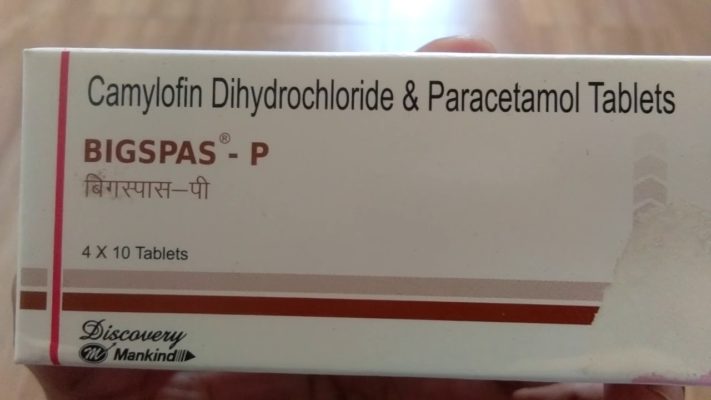 Camylofin Dihydrochloride & Paracetamol Tablets
BIGSPAS® - P
बिगस्पास-पी
4 X 10 Tablets
Discovery
M Mankind